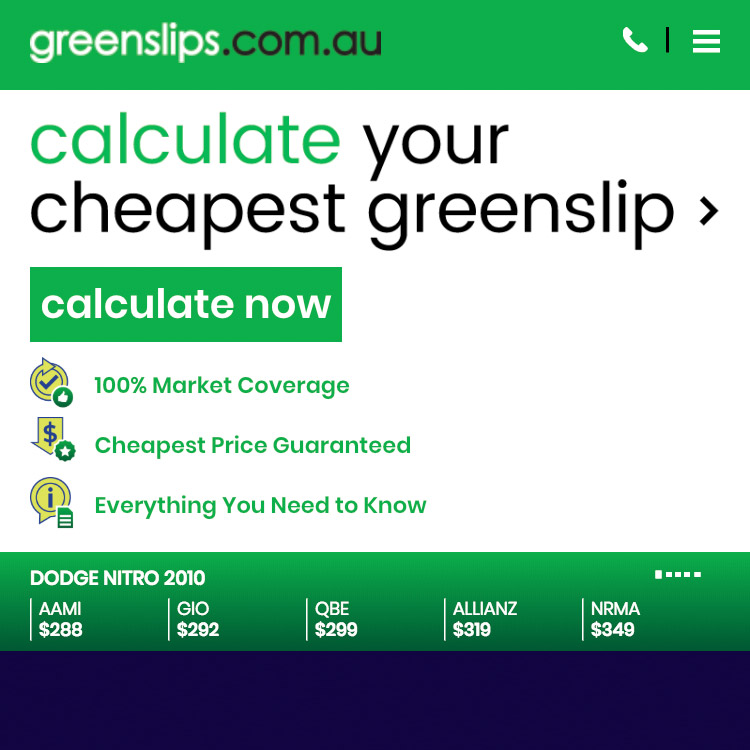 greenslips.com.au
calculate your
cheapest greenslip >
calculate now
100% Market Coverage
Cheapest Price Guaranteed
Everything You Need to Know
DODGE NITRO 2010
AAMI GIO QBE ALLIANZ NRMA
$288 $292 $299 $319 $349